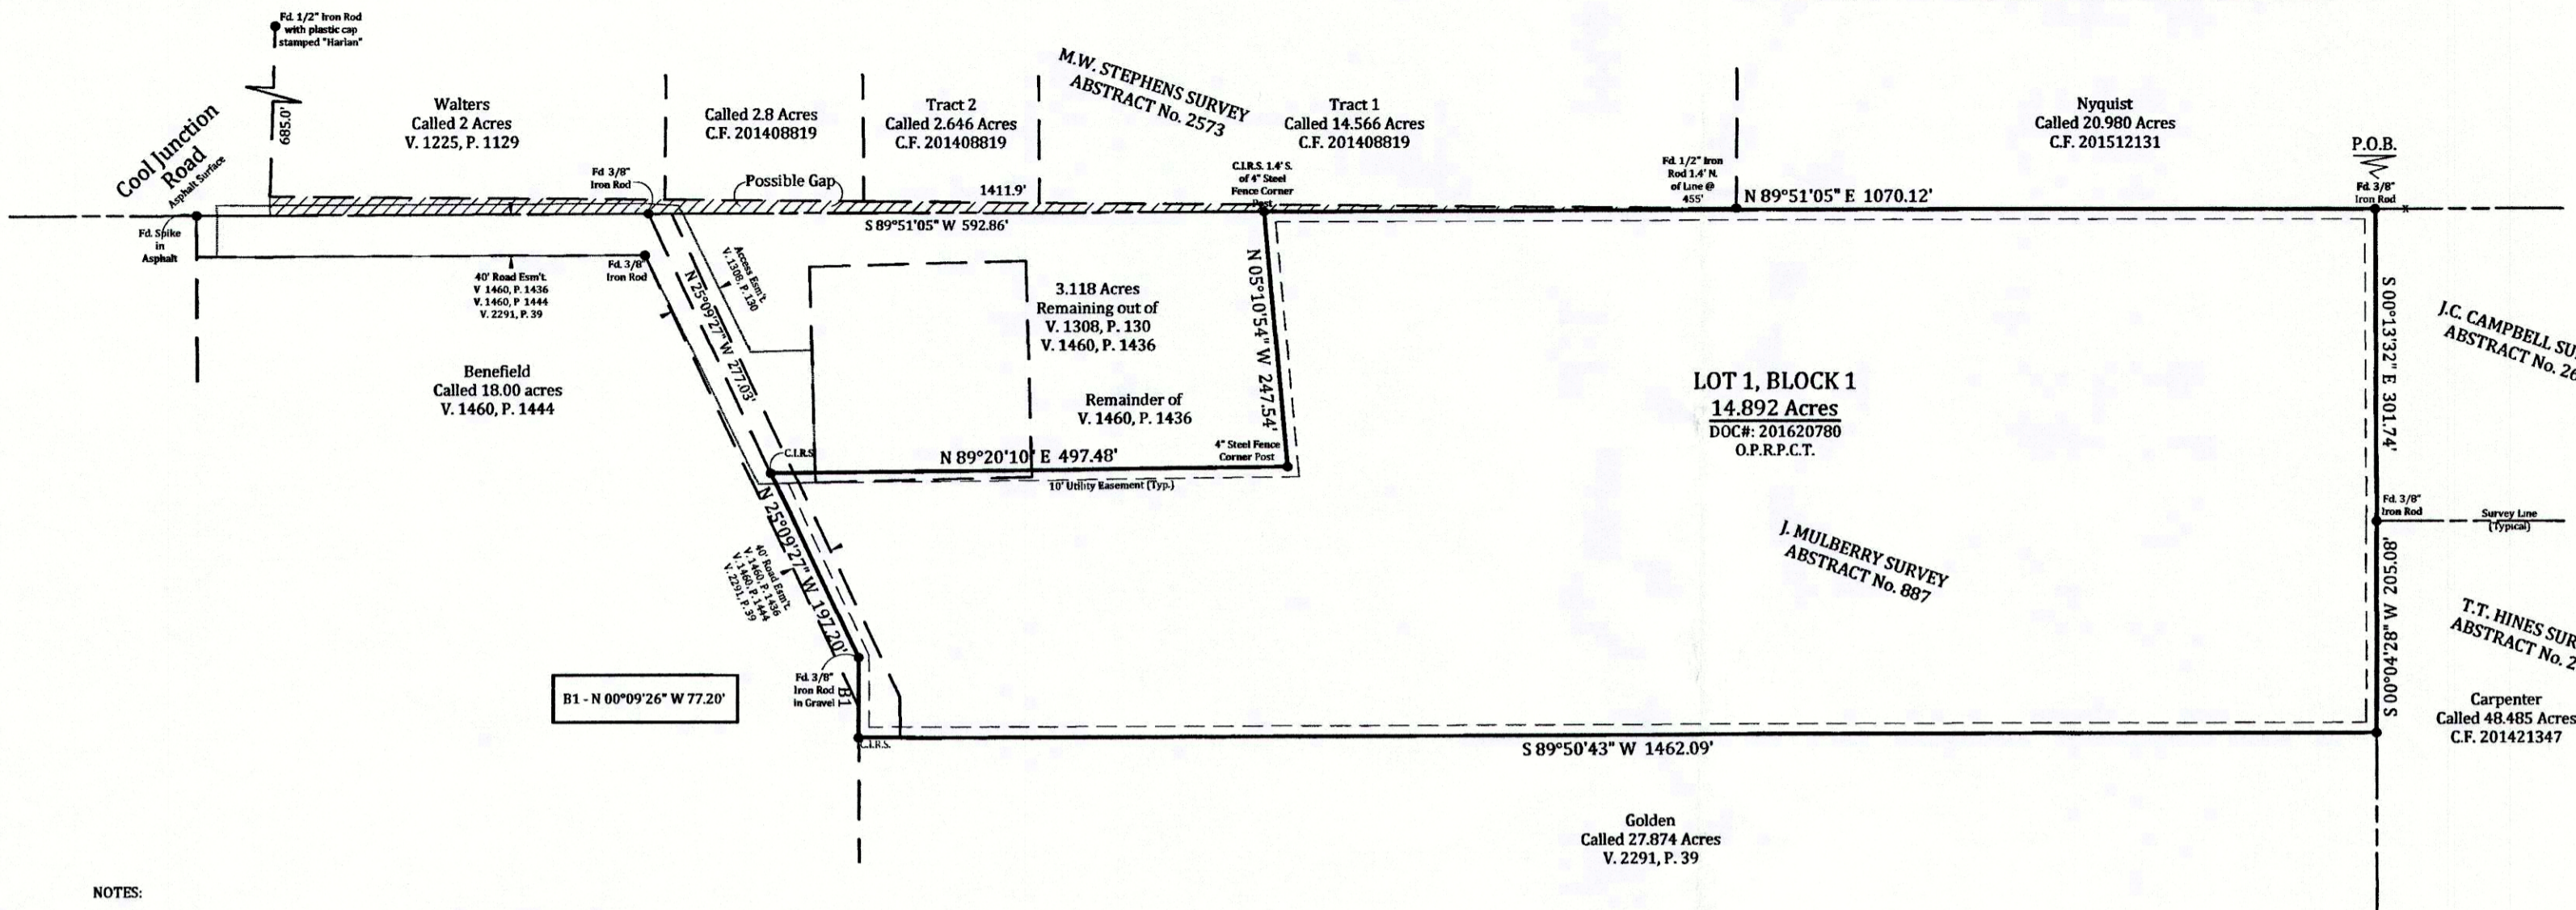 Fd. 1/2" Iron Rod
with plastic cap
stamped "Harlan"
685.0'
Cool Junction
Road
Asphalt Surface
Walters
Called 2 Acres
V. 1225, P. 1129
Called 2.8 Acres
C.F. 201408819
Tract 2
Called 2.646 Acres
C.F. 201408819
M.W. STEPHENS SURVEY
ABSTRACT No. 2573
Tract 1
Called 14.566 Acres
C.F. 201408819
Nyquist
Called 20.980 Acres
C.F. 201512131
P.O.B.
Fd. 3/8"
Iron Rod
Fd 3/8"
Iron Rod
Possible Gap
1411.9'
C.I.R.S. 1.4' S.
of 4" Steel
Fence Corner
Post
Fd. 1/2" Iron
Rod 1.4' N.
of Line @
455'
N 89°51'05" E 1070.12'
S 89°51'05" W 592.86'
Fd. Spike
in
Asphalt
40' Road Esm't.
V 1460, P. 1436
V. 1460, P 1444
V. 2291, P. 39
Fd. 3/8"
Iron Rod
Access Esm't.
V. 1308, P. 130
N 25°09'27" W 277.03'
3.118 Acres
Remaining out of
V. 1308, P. 130
V. 1460, P. 1436
Remainder of
V. 1460, P. 1436
N 05°10'54" W 247.54'
S 00°13'32" E 301.74'
J.C. CAMPBELL SU
ABSTRACT No. 26
Benefield
Called 18.00 acres
V. 1460, P. 1444
LOT 1, BLOCK 1
14.892 Acres
DOC#: 201620780
O.P.R.P.C.T.
C.I.R.S
N 89°20'10" E 497.48'
4" Steel Fence
Corner Post
10' Utility Easement (Typ.)
Fd. 3/8"
Iron Rod
Survey Line
(Typical)
N 25°09'27" W 197.20'
40' Road Esm't.
V. 1460, P. 1436
V. 1460, P. 1444
V. 2291, P. 39
J. MULBERRY SURVEY
ABSTRACT No. 887
S 00°04'28" W 205.08'
T.T. HINES SUR
ABSTRACT No. 2
Carpenter
Called 48.485 Acres
C.F. 201421347
B1 - N 00°09'26" W 77.20'
Fd. 3/8"
Iron Rod
in Gravel
B1
C.I.R.S.
S 89°50'43" W 1462.09'
Golden
Called 27.874 Acres
V. 2291, P. 39
NOTES: